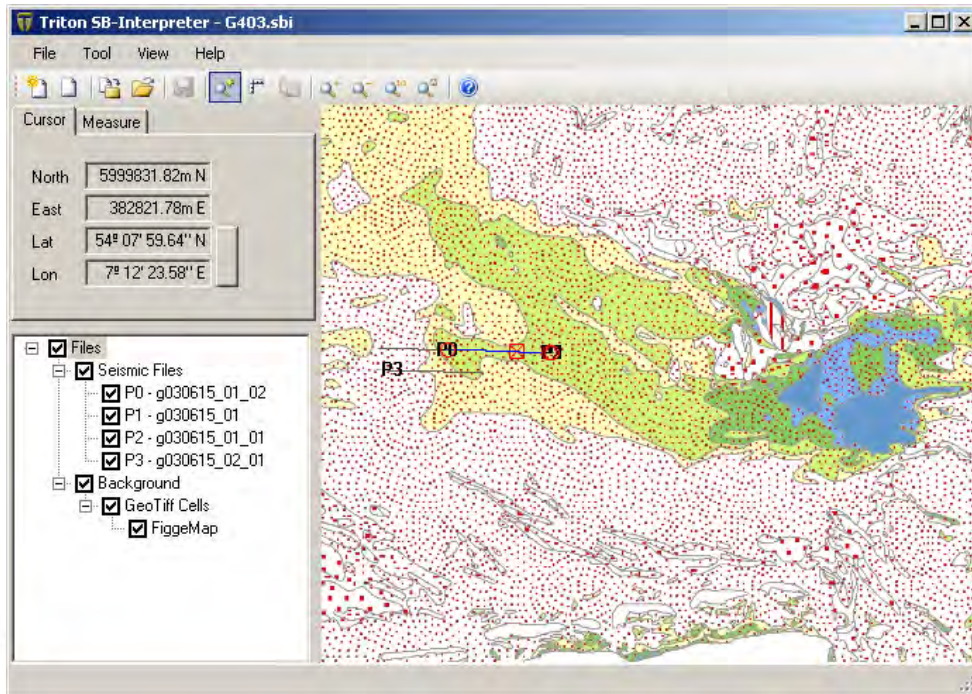 Triton SB-Interpreter - G403.sbi
File Tool View Help
Cursor Measure
North 5999831.82m N
East 382821.78m E
Lat 54º 07' 59.64'' N
Lon 7º 12' 23.58'' E
Files
Seismic Files
P0 - g030615_01_02
P1 - g030615_01
P2 - g030615_01_01
P3 - g030615_02_01
Background
GeoTiff Cells
FiggeMap
P0
P3